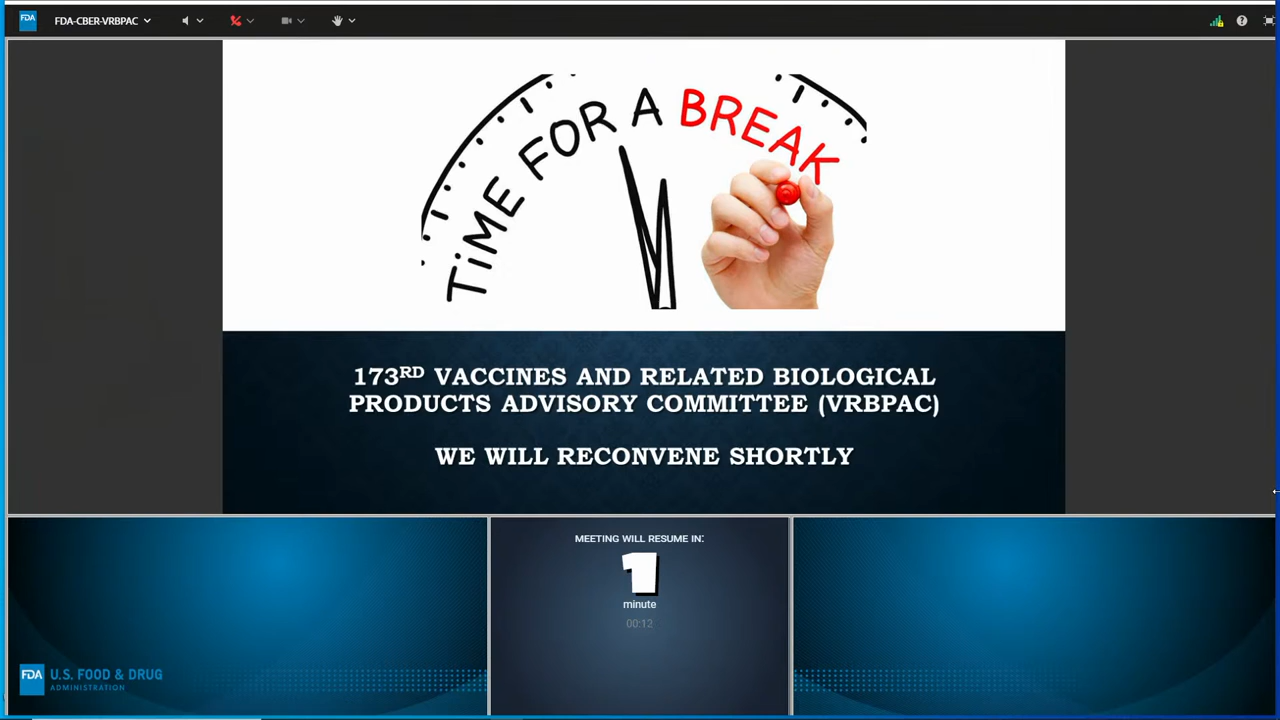 FDA
FDA-CBER-VRBPAC
TiME FOR A BREAK
173RD VACCINES AND RELATED BIOLOGICAL
PRODUCTS ADVISORY COMMITTEE (VRBPAC)
WE WILL RECONVENE SHORTLY
MEETING WILL RESUME IN:
1
minute
00:12
FDA U.S. FOOD & DRUG
ADMINISTRATION